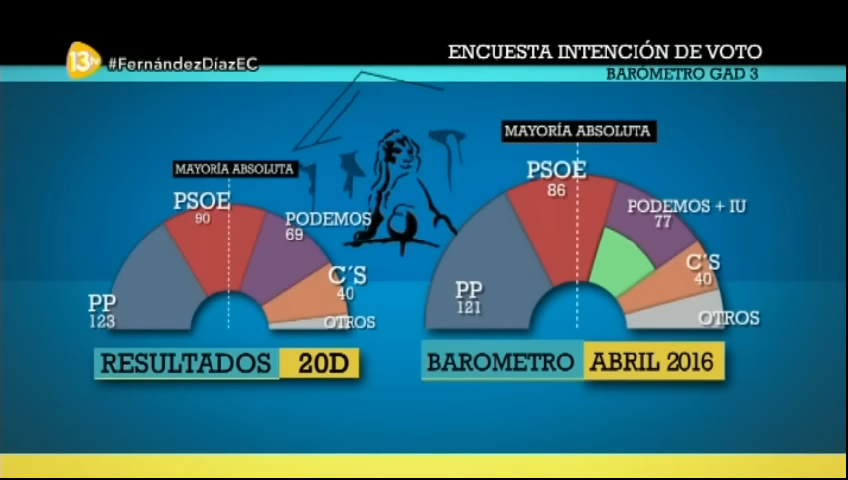 13tv
#FernándezDíazEC
ENCUESTA INTENCIÓN DE VOTO
BARÓMETRO GAD 3
MAYORÍA ABSOLUTA
PSOE
90
PODEMOS
69
C´S
40
PP
123
OTROS
RESULTADOS 20D
MAYORÍA ABSOLUTA
PSOE
86
PODEMOS + IU
77
C´S
40
PP
121
OTROS
BAROMETRO ABRIL 2016